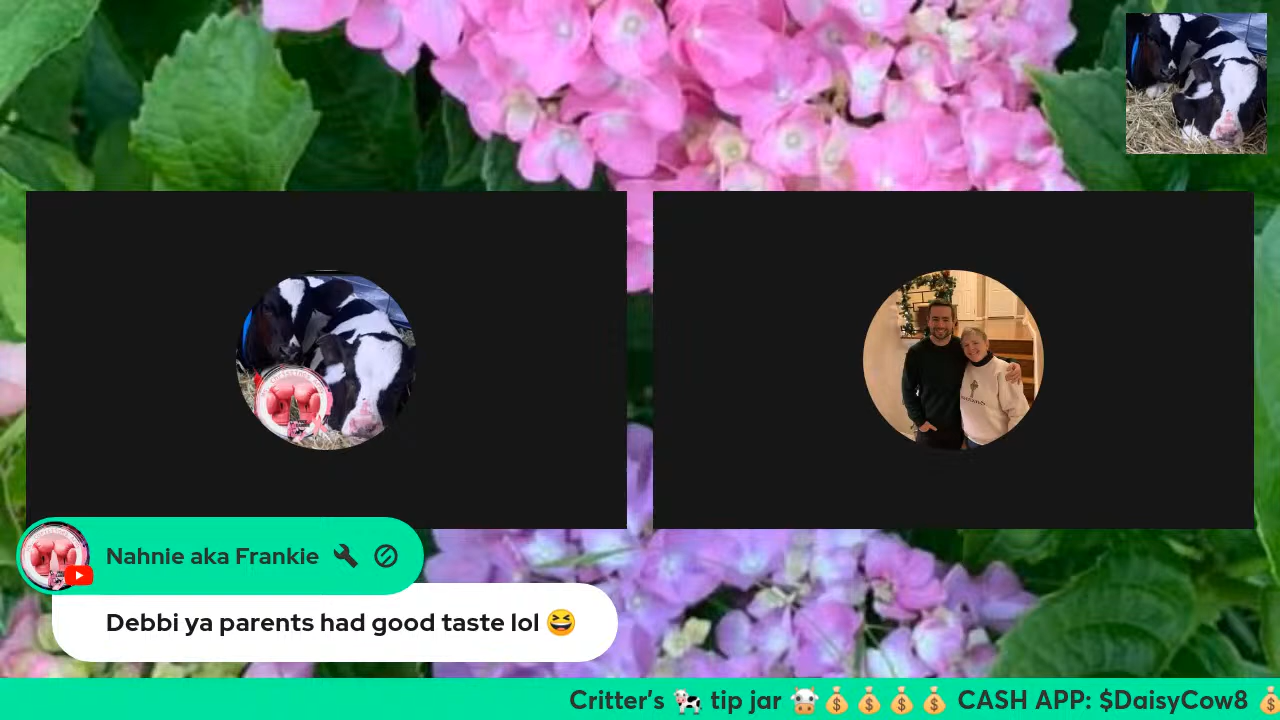 Nahnie aka Frankie
Debbi ya parents had good taste lol 😆
Critter's 🐄 tip jar 🐮💰💰💰💰 CASH APP: $DaisyCow8 💰